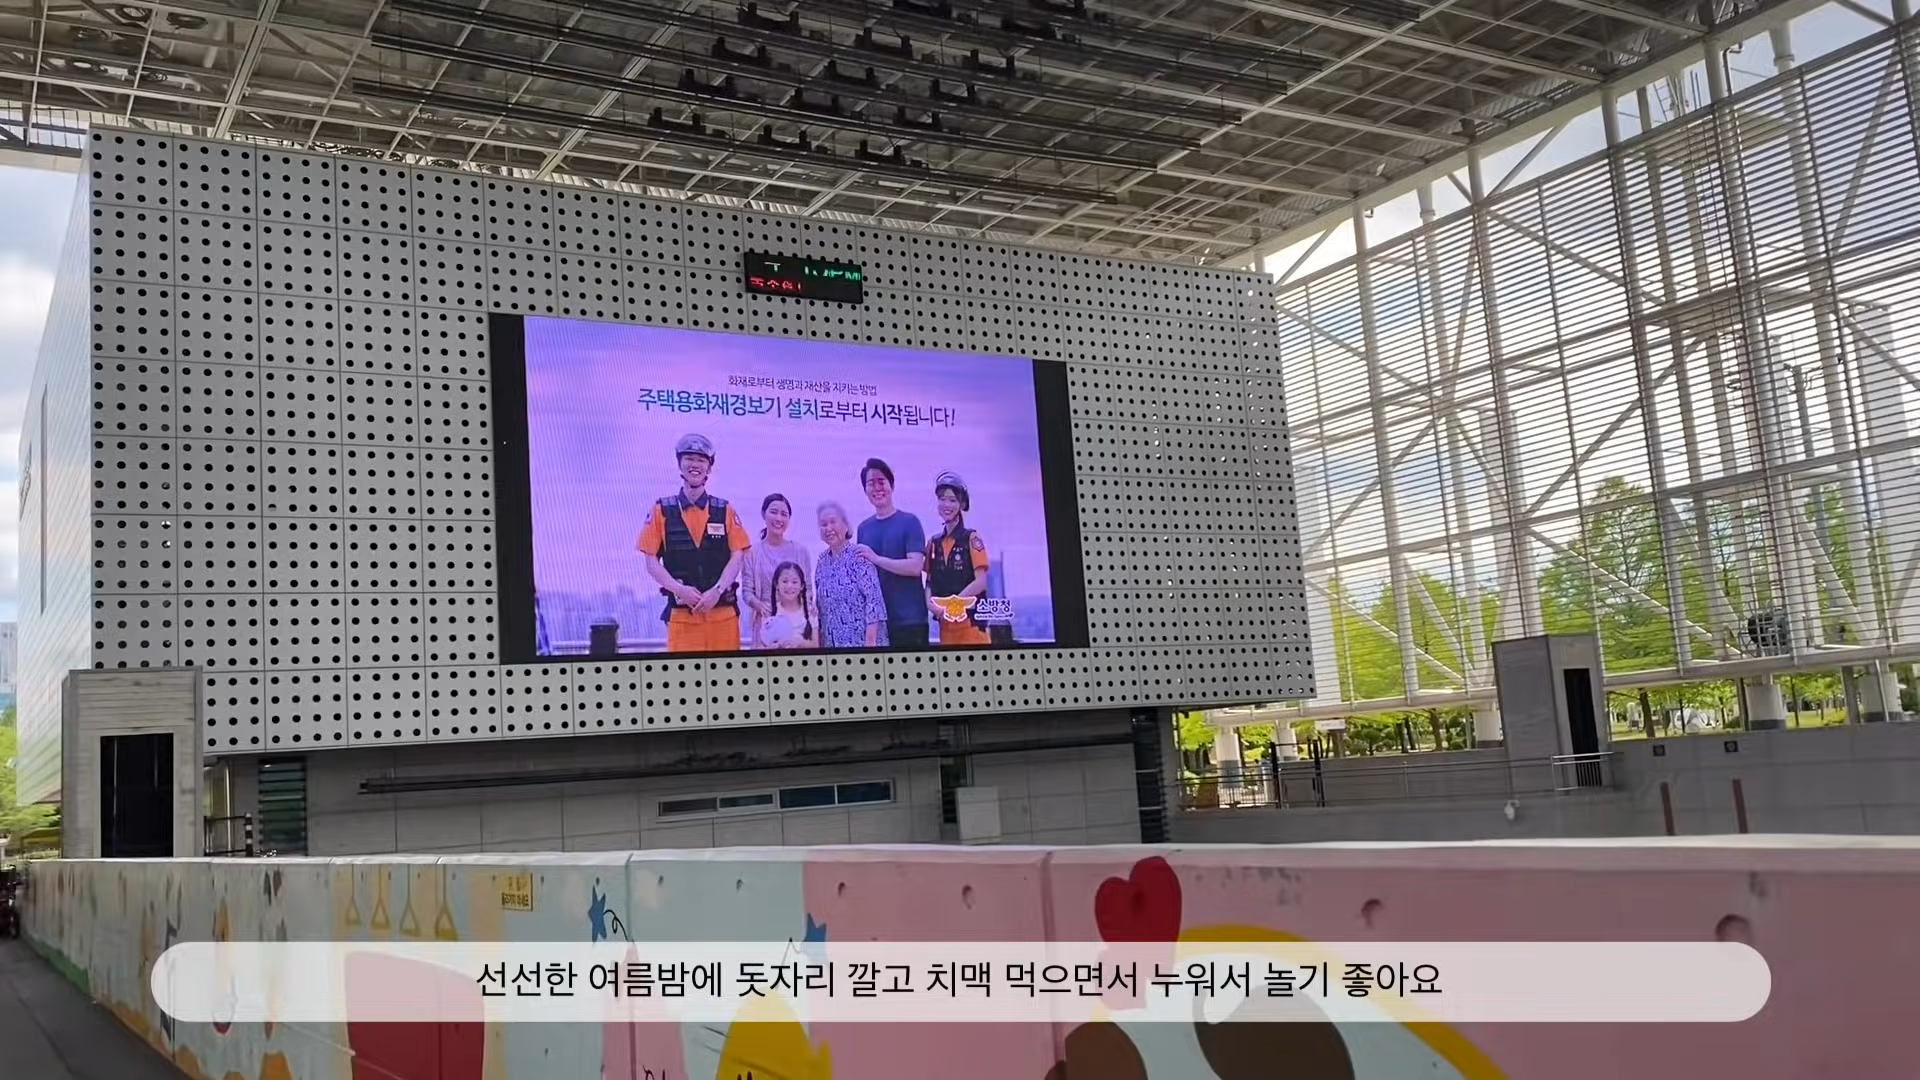 화재로부터 생명과 재산을 지키는 방법
주택용화재경보기 설치로부터 시작됩니다!
소방청
선선한 여름밤에 돗자리 깔고 치맥 먹으면서 누워서 놀기 좋아요